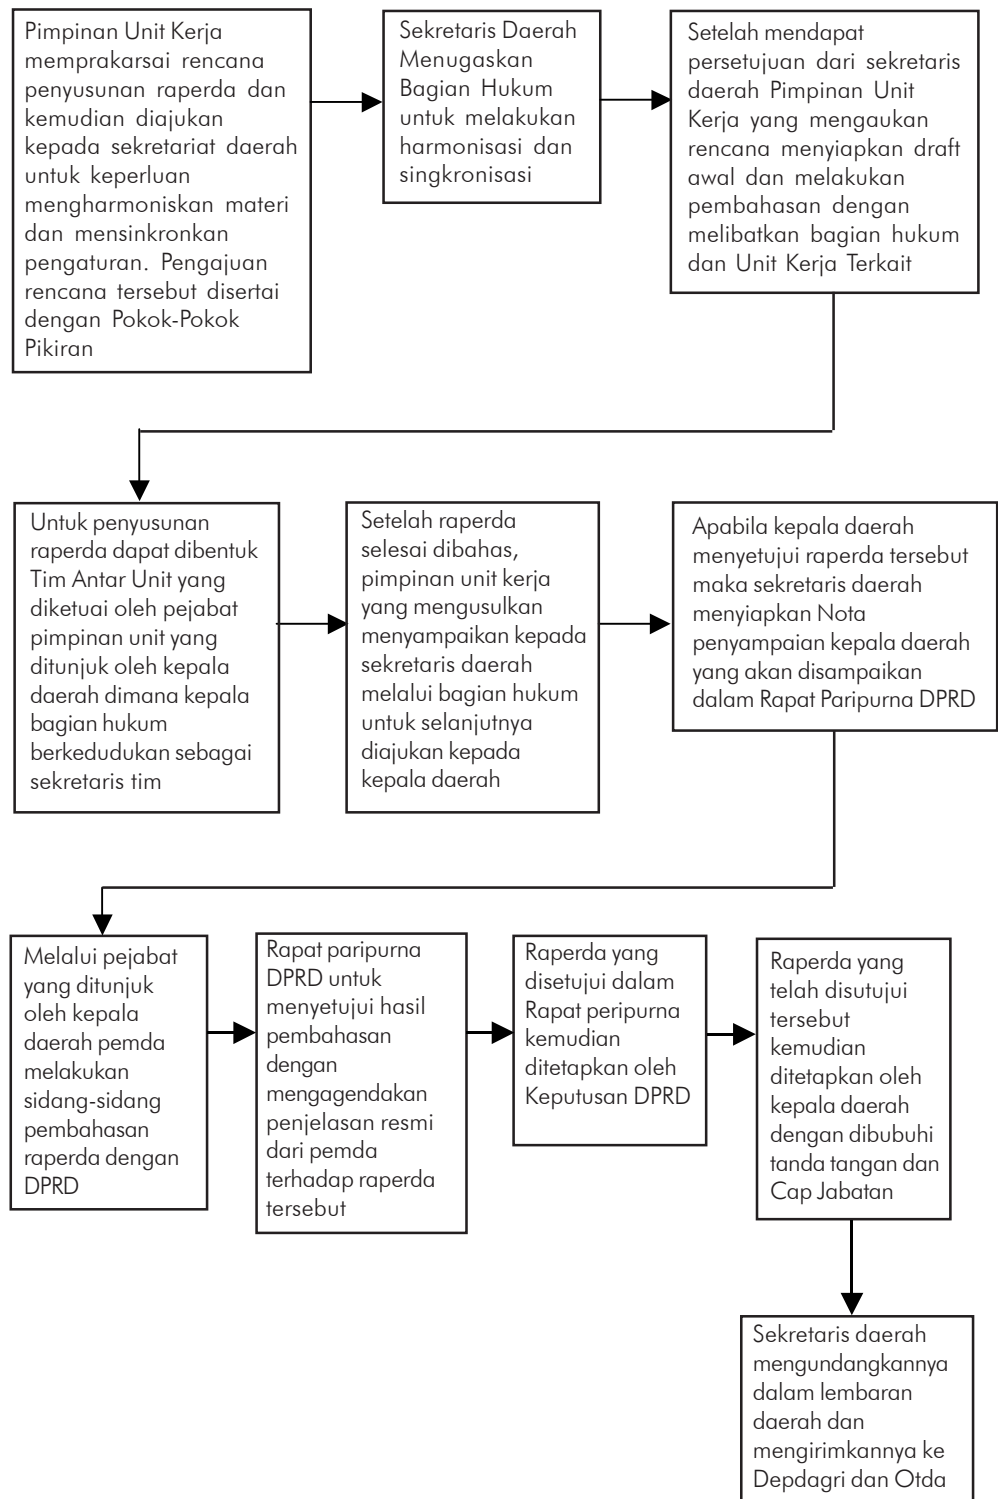 Pimpinan Unit Kerja
memprakarsai rencana
penyusunan raperda dan
kemudian diajukan
kepada sekretariat daerah
untuk keperluan
mengharmoniskan materi
dan mensinkronkan
pengaturan. Pengajuan
rencana tersebut disertai
dengan Pokok-Pokok
Pikiran
Sekretaris Daerah
Menugaskan
Bagian Hukum
untuk melakukan
harmonisasi dan
singkronisasi
Setelah mendapat
persetujuan dari sekretaris
daerah Pimpinan Unit
Kerja yang mengaukan
rencana menyiapkan draft
awal dan melakukan
pembahasan dengan
melibatkan bagian hukum
dan Unit Kerja Terkait
Untuk penyusunan
raperda dapat dibentuk
Tim Antar Unit yang
diketuai oleh pejabat
pimpinan unit yang
ditunjuk oleh kepala
daerah dimana kepala
bagian hukum
berkedudukan sebagai
sekretaris tim
Setelah raperda
selesai dibahas,
pimpinan unit kerja
yang mengusulkan
menyampaikan kepada
sekretaris daerah
melalui bagian hukum
untuk selanjutnya
diajukan kepada
kepala daerah
Apabila kepala daerah
menyetujui raperda tersebut
maka sekretaris daerah
menyiapkan Nota
penyampaian kepala daerah
yang akan disampaikan
dalam Rapat Paripurna DPRD
Melalui pejabat
yang ditunjuk
oleh kepala
daerah pemda
melakukan
sidang-sidang
pembahasan
raperda dengan
DPRD
Rapat paripurna
DPRD untuk
menyetujui hasil
pembahasan
dengan
mengagendakan
penjelasan resmi
dari pemda
terhadap raperda
tersebut
Raperda yang
disetujui dalam
Rapat peripurna
kemudian
ditetapkan oleh
Keputusan DPRD
Raperda yang
telah disutujui
tersebut
kemudian
ditetapkan oleh
kepala daerah
dengan dibubuhi
tanda tangan dan
Cap Jabatan
Sekretaris daerah
mengundangkannya
dalam lembaran
daerah dan
mengirimkannya ke
Depdagri dan Otda